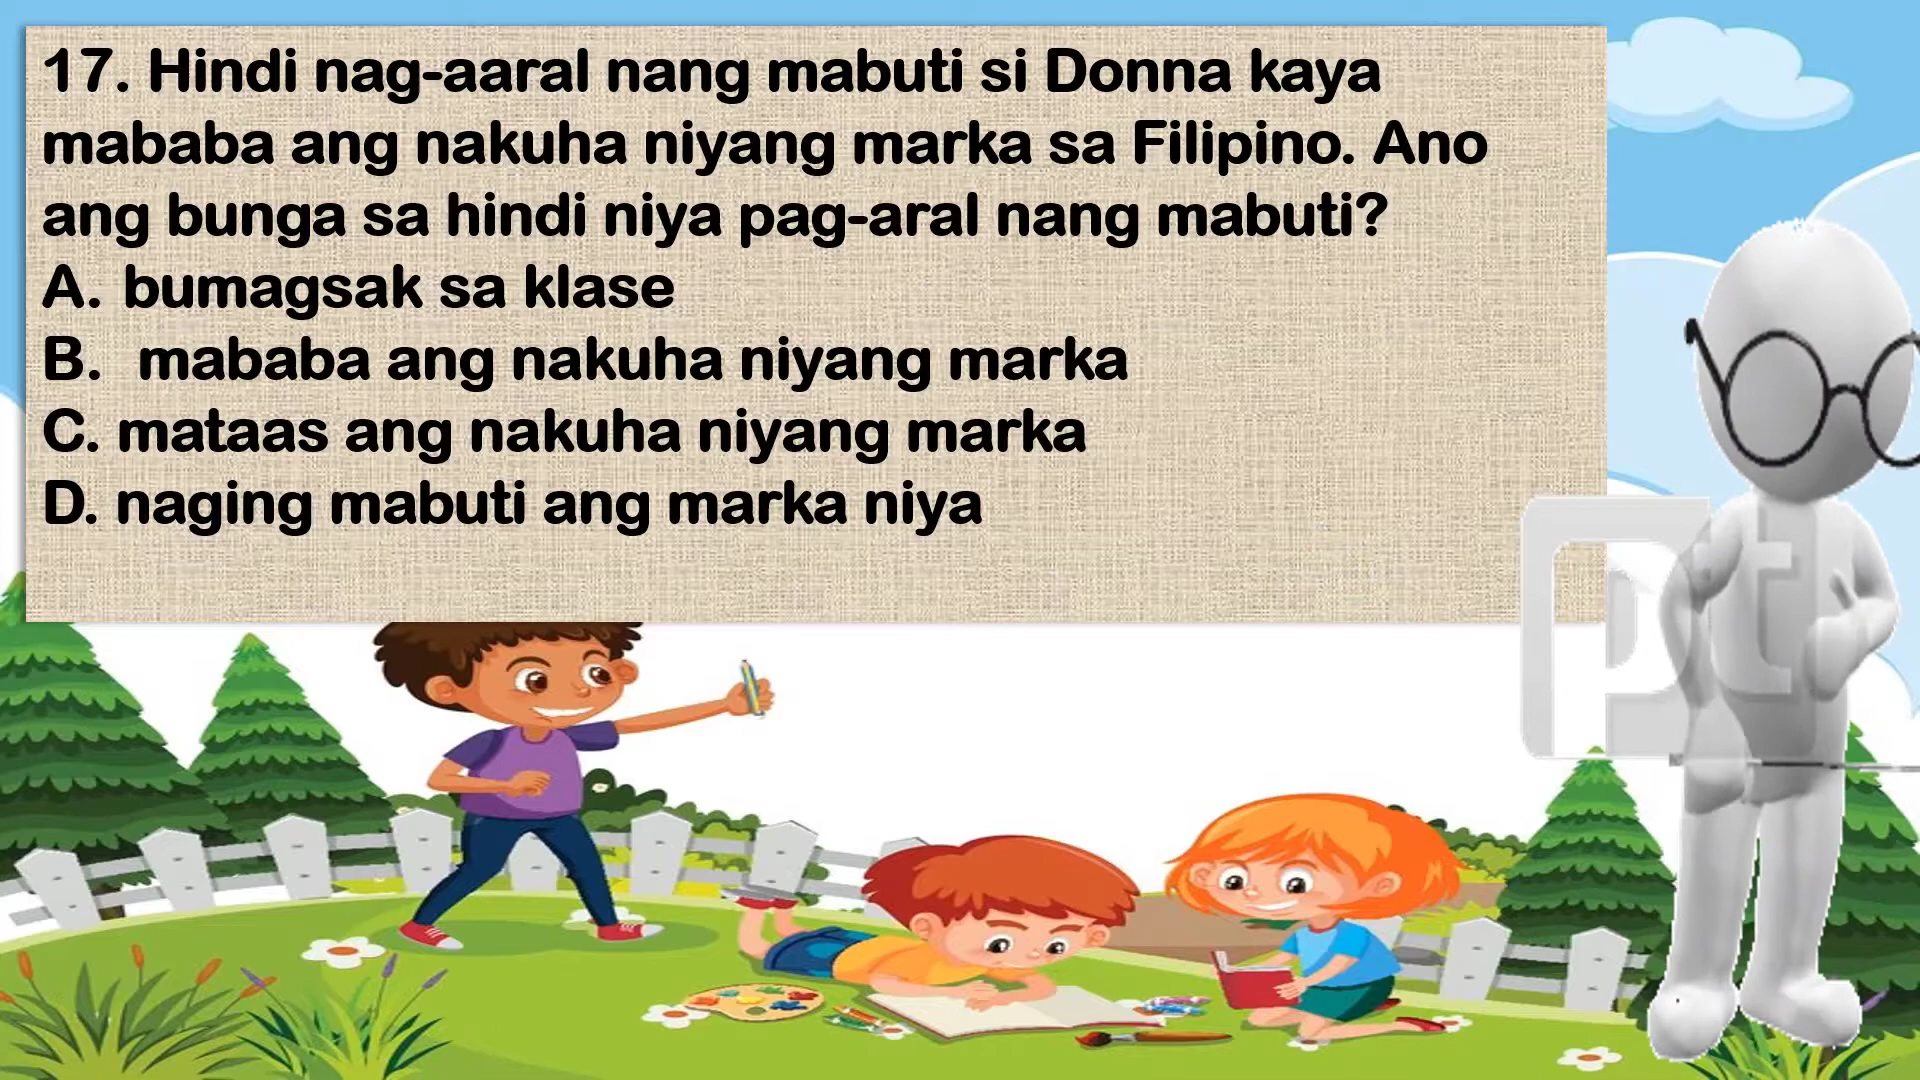 17. Hindi nag-aaral nang mabuti si Donna kaya
mababa ang nakuha niyang marka sa Filipino. Ano
ang bunga sa hindi niya pag-aral nang mabuti?
A. bumagsak sa klase
B. mababa ang nakuha niyang marka
C. mataas ang nakuha niyang marka
D. naging mabuti ang marka niya